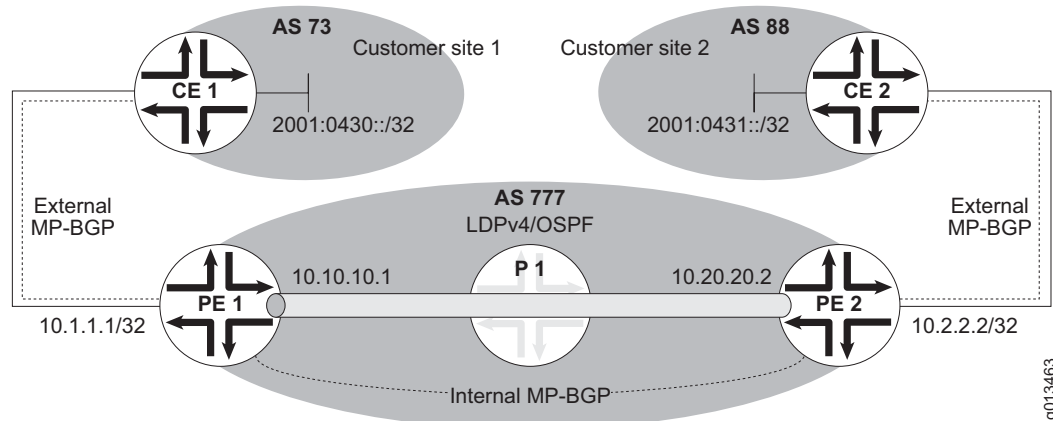 AS 73
Customer site 1
CE 1
2001:0430::/32
AS 88
Customer site 2
CE 2
2001:0431::/32
External
MP-BGP
External
MP-BGP
AS 777
LDPv4/OSPF
P 1
10.10.10.1
10.20.20.2
PE 1
PE 2
10.1.1.1/32
10.2.2.2/32
Internal MP-BGP
g013463